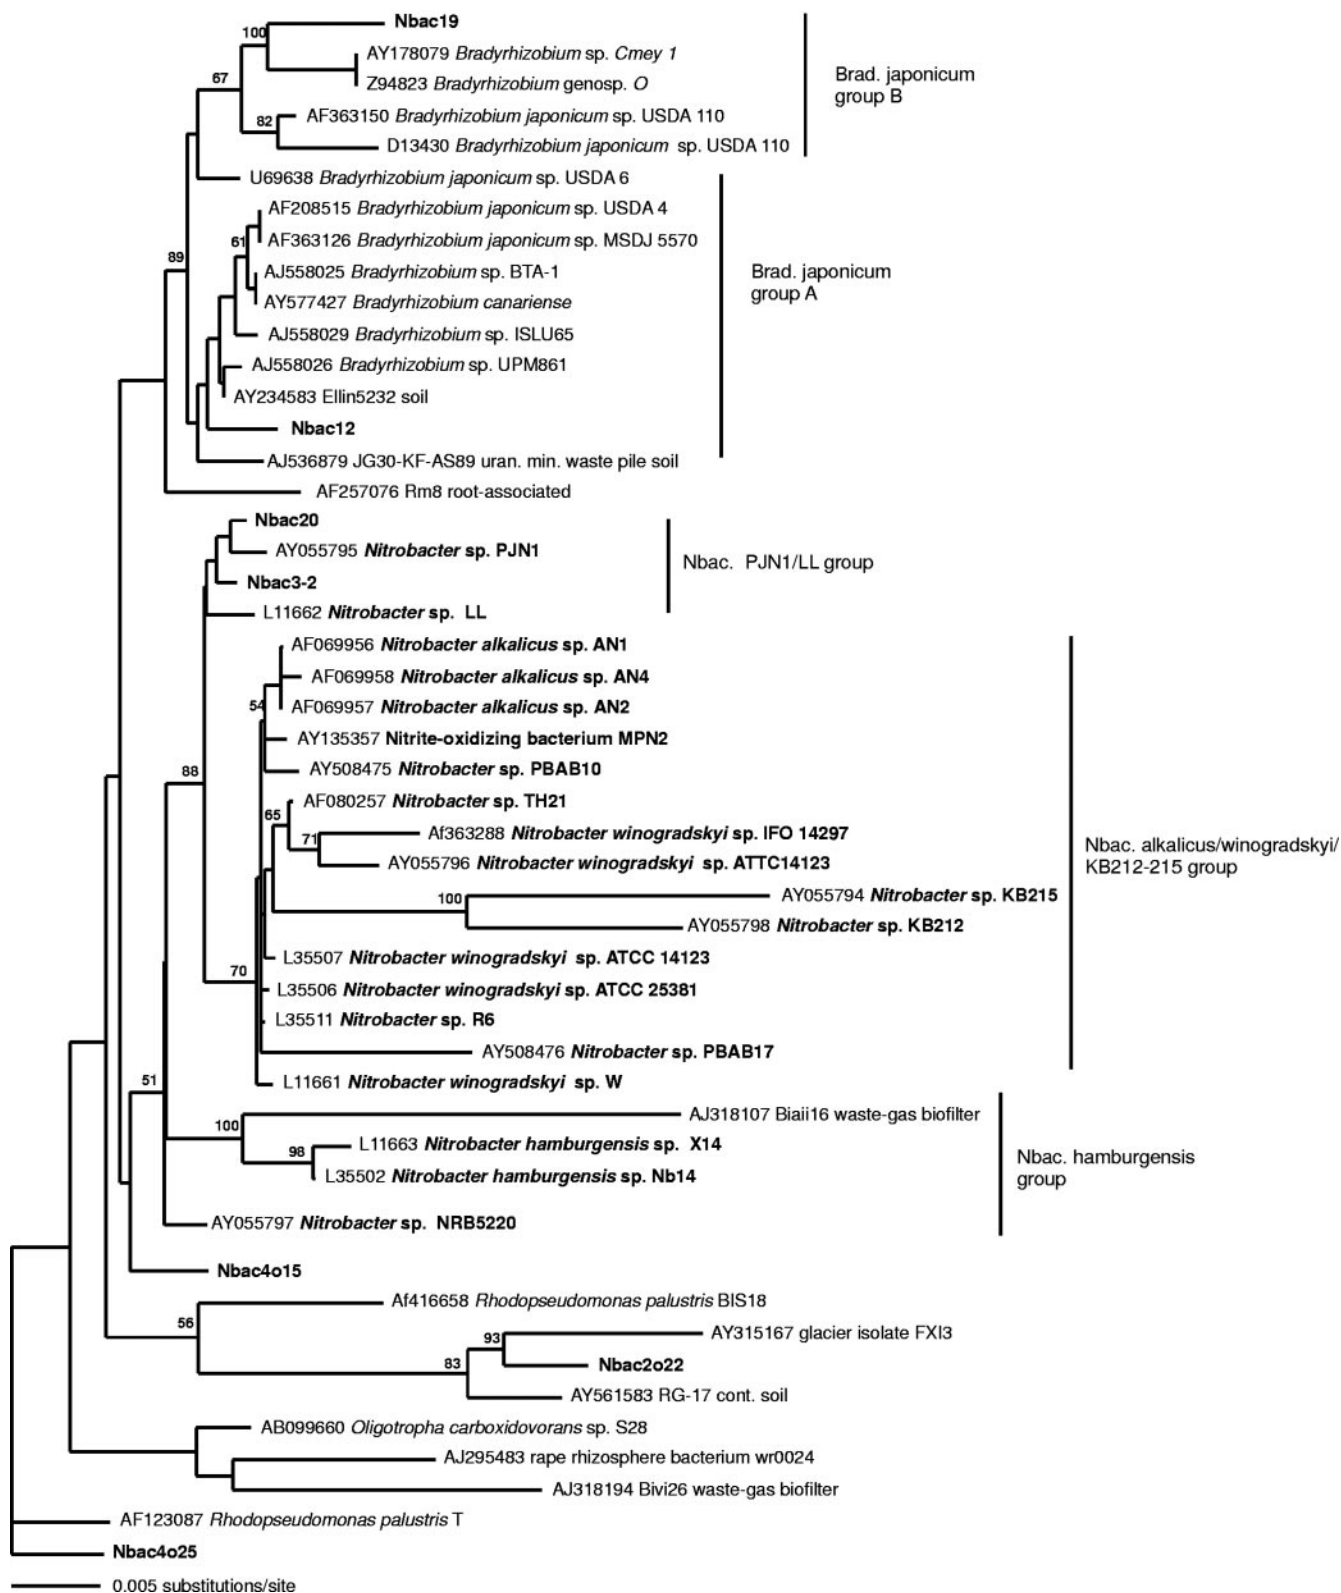 Nbac19
100
AY178079 Bradyrhizobium sp. Cmey 1
Z94823 Bradyrhizobium genosp. O
67
Brad. japonicum
group B
AF363150 Bradyrhizobium japonicum sp. USDA 110
82
D13430 Bradyrhizobium japonicum sp. USDA 110
U69638 Bradyrhizobium japonicum sp. USDA 6
AF208515 Bradyrhizobium japonicum sp. USDA 4
61
AF363126 Bradyrhizobium japonicum sp. MSDJ 5570
89
AJ558025 Bradyrhizobium sp. BTA-1
Brad. japonicum
group A
AY577427 Bradyrhizobium canariense
AJ558029 Bradyrhizobium sp. ISLU65
AJ558026 Bradyrhizobium sp. UPM861
AY234583 Ellin5232 soil
Nbac12
AJ536879 JG30-KF-AS89 uran. min. waste pile soil
AF257076 Rm8 root-associated
Nbac20
AY055795 Nitrobacter sp. PJN1
Nbac. PJN1/LL group
Nbac3-2
L11662 Nitrobacter sp. LL
AF069956 Nitrobacter alkalicus sp. AN1
AF069958 Nitrobacter alkalicus sp. AN4
54
AF069957 Nitrobacter alkalicus sp. AN2
AY135357 Nitrite-oxidizing bacterium MPN2
88
AY508475 Nitrobacter sp. PBAB10
AF080257 Nitrobacter sp. TH21
65
Af363288 Nitrobacter winogradskyi sp. IFO 14297
71
AY055796 Nitrobacter winogradskyi sp. ATTC14123
Nbac. alkalicus/winogradskyi/
KB212-215 group
AY055794 Nitrobacter sp. KB215
100
AY055798 Nitrobacter sp. KB212
L35507 Nitrobacter winogradskyi sp. ATCC 14123
70
L35506 Nitrobacter winogradskyi sp. ATCC 25381
L35511 Nitrobacter sp. R6
AY508476 Nitrobacter sp. PBAB17
51
L11661 Nitrobacter winogradskyi sp. W
AJ318107 Biaii16 waste-gas biofilter
100
L11663 Nitrobacter hamburgensis sp. X14
98
L35502 Nitrobacter hamburgensis sp. Nb14
Nbac. hamburgensis
group
AY055797 Nitrobacter sp. NRB5220
Nbac4o15
Af416658 Rhodopseudomonas palustris BIS18
56
AY315167 glacier isolate FXI3
93
Nbac2o22
83
AY561583 RG-17 cont. soil
AB099660 Oligotropha carboxidovorans sp. S28
AJ295483 rape rhizosphere bacterium wr0024
AJ318194 Bivi26 waste-gas biofilter
AF123087 Rhodopseudomonas palustris T
Nbac4o25
0.005 substitutions/site